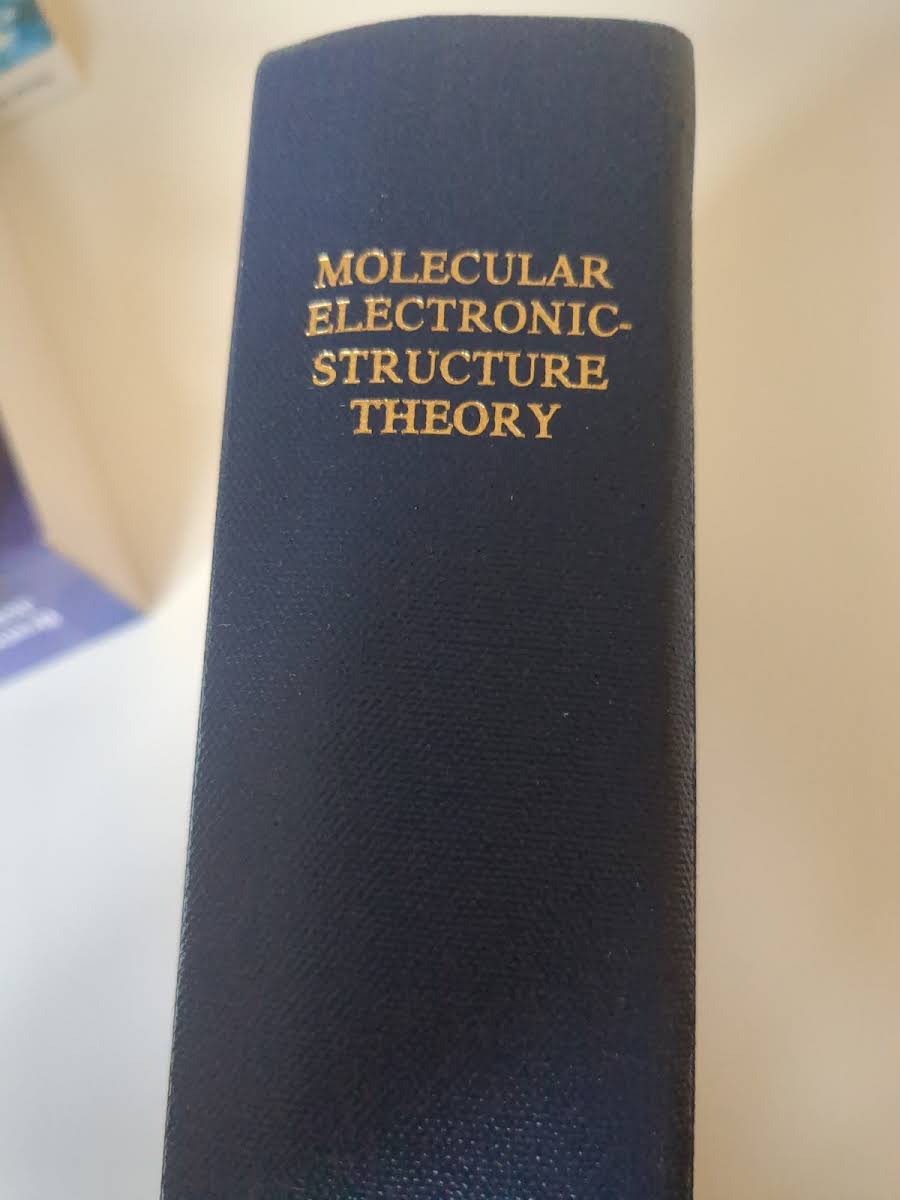 MOLECULAR
ELECTRONIC-
STRUCTURE
THEORY